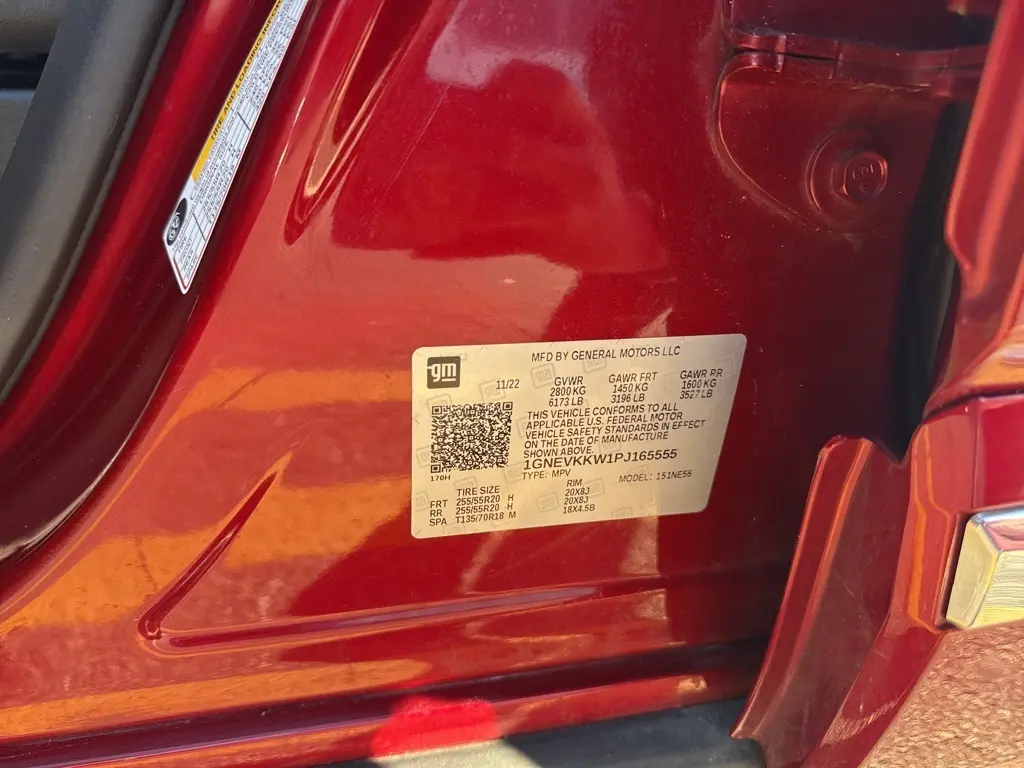 TIRE AND LOADING
gm
MFD BY GENERAL MOTORS LLC
11/22
GVWR GAWR FRT GAWR RR
2800 KG 1450 KG 1600 KG
6173 LB 3196 LB 3527 LB
THIS VEHICLE CONFORMS TO ALL
APPLICABLE U.S. FEDERAL MOTOR
VEHICLE SAFETY STANDARDS IN EFFECT
ON THE DATE OF MANUFACTURE
SHOWN ABOVE.
1GNEVKKW1PJ165555
170H
TYPE: MPV MODEL: 151NE56
TIRE SIZE RIM
FRT 255/55R20 H 20X8J
RR 255/55R20 H 20X8J
SPA T135/70R18 M 18X4.5B